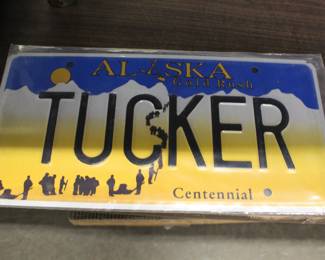 ALASKA
Gold Rush
TUCKER
Centennial